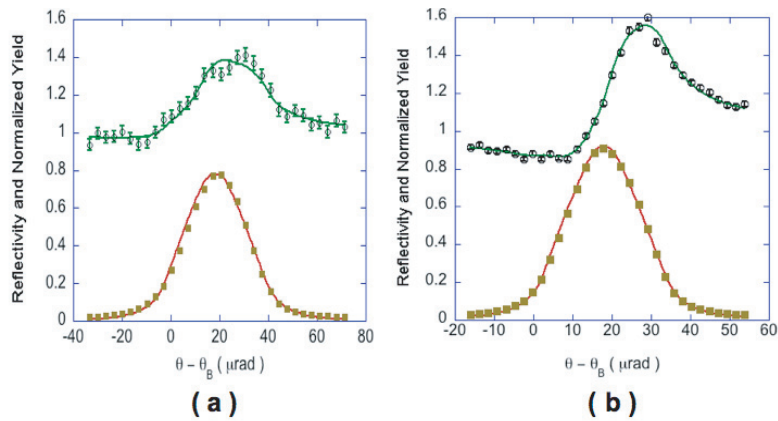 Reflectivity and Normalized Yield
1.6
1.4
1.2
1
0.8
0.6
0.4
0.2
0
-40 -20 0 20 40 60 80
θ – θB ( μrad )
( a )
Reflectivity and Normalized Yield
1.6
1.4
1.2
1
0.8
0.6
0.4
0.2
0
-20 -10 0 10 20 30 40 50 60
θ – θB ( μrad )
( b )